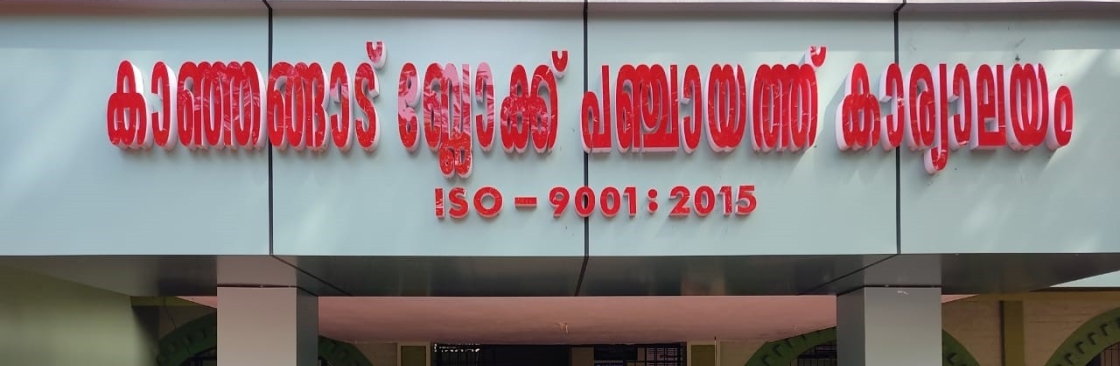 കാഞ്ഞങ്ങാട് ബ്ലോക്ക് പഞ്ചായത്ത് കാര്യാലയം
ISO – 9001 : 2015